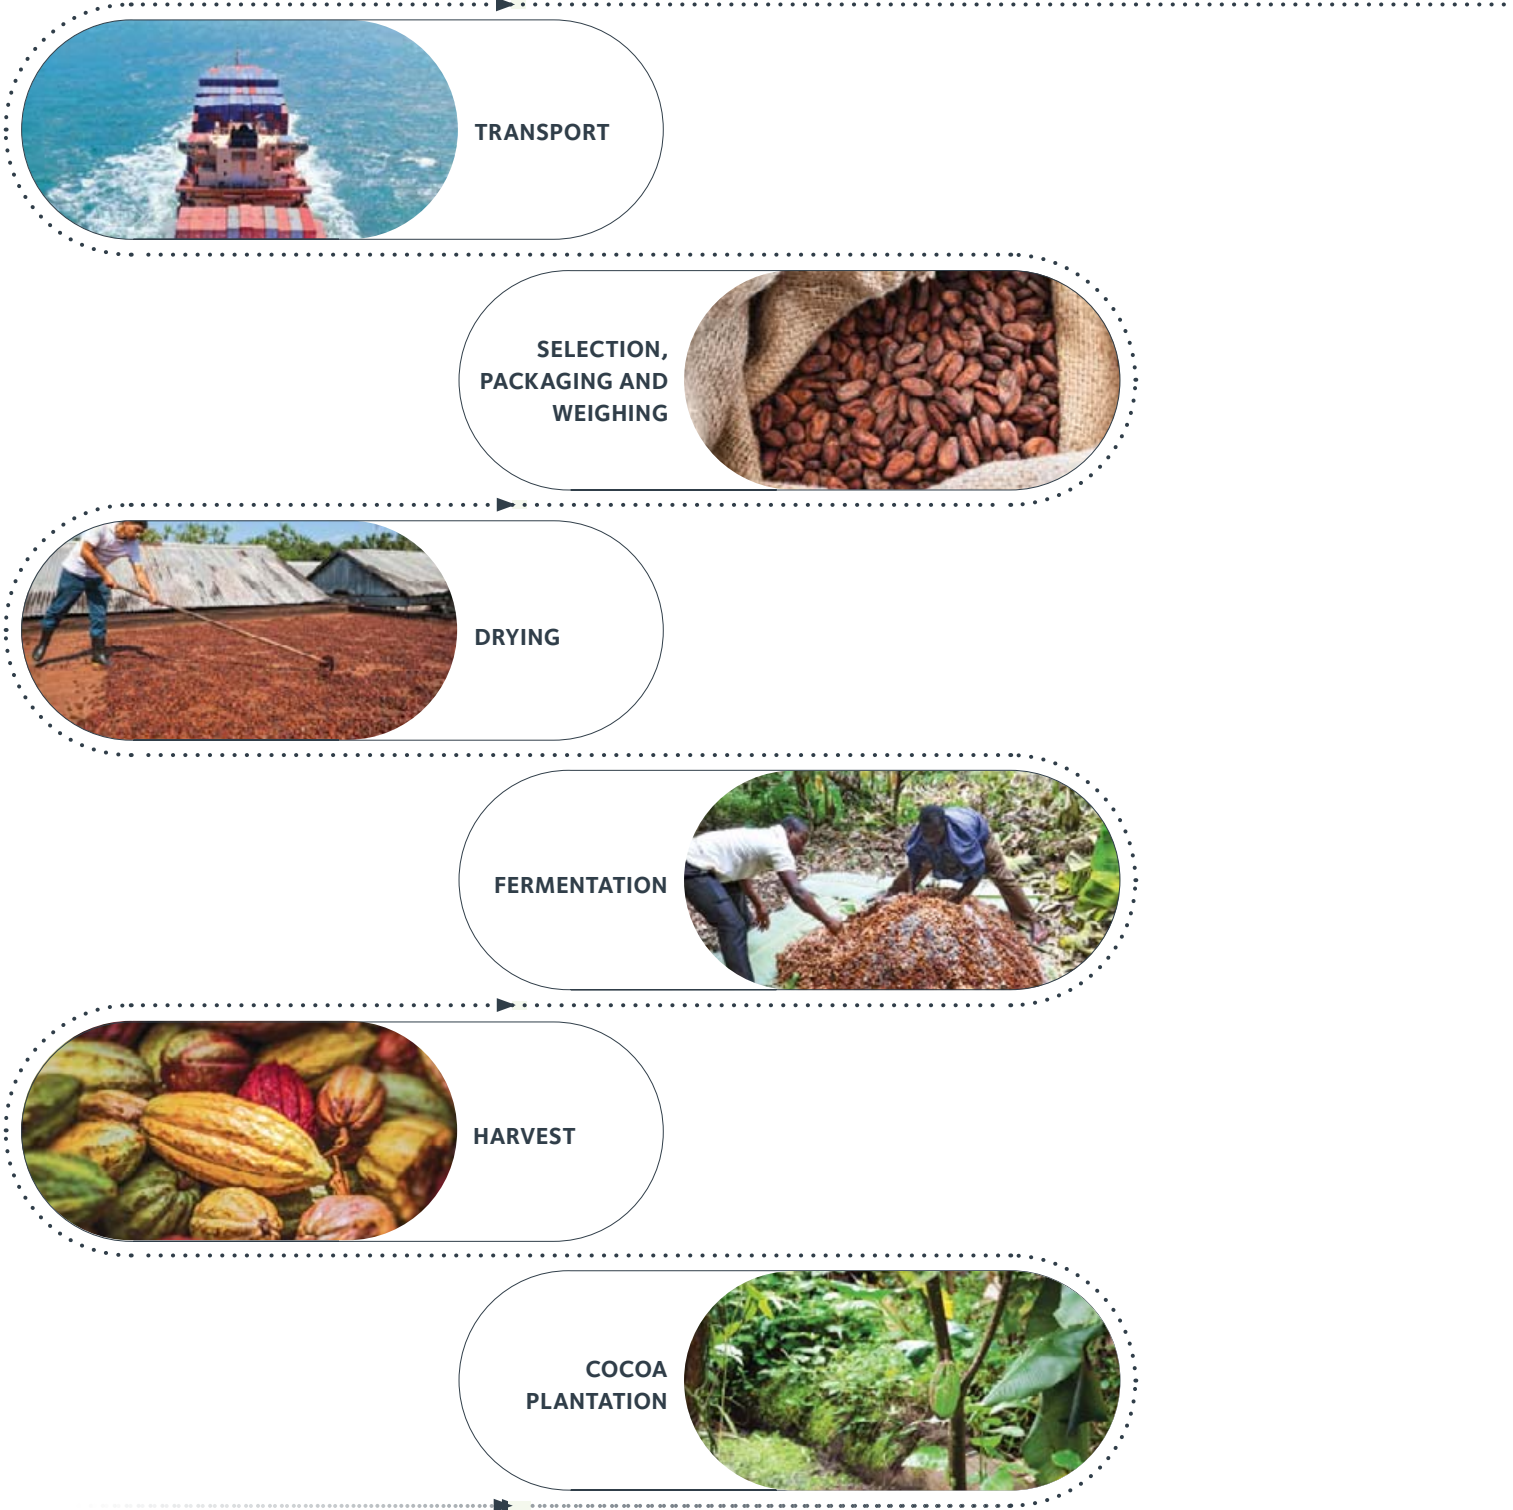 TRANSPORT
SELECTION,
PACKAGING AND
WEIGHING
DRYING
FERMENTATION
HARVEST
COCOA
PLANTATION